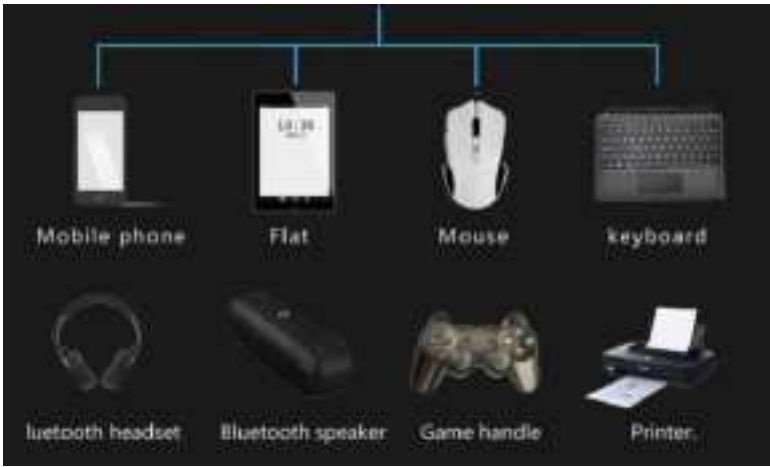 Mobile phone
Flat
Mouse
keyboard
luetooth headset
Bluetooth speaker
Game handle
Printer.